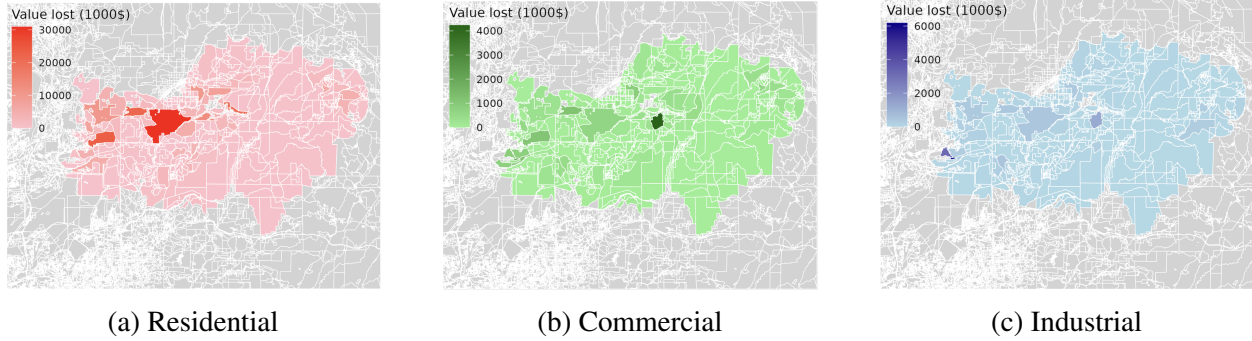 Value lost (1000$)
30000
20000
10000
0
(a) Residential
Value lost (1000$)
4000
3000
2000
1000
0
(b) Commercial
Value lost (1000$)
6000
4000
2000
0
(c) Industrial